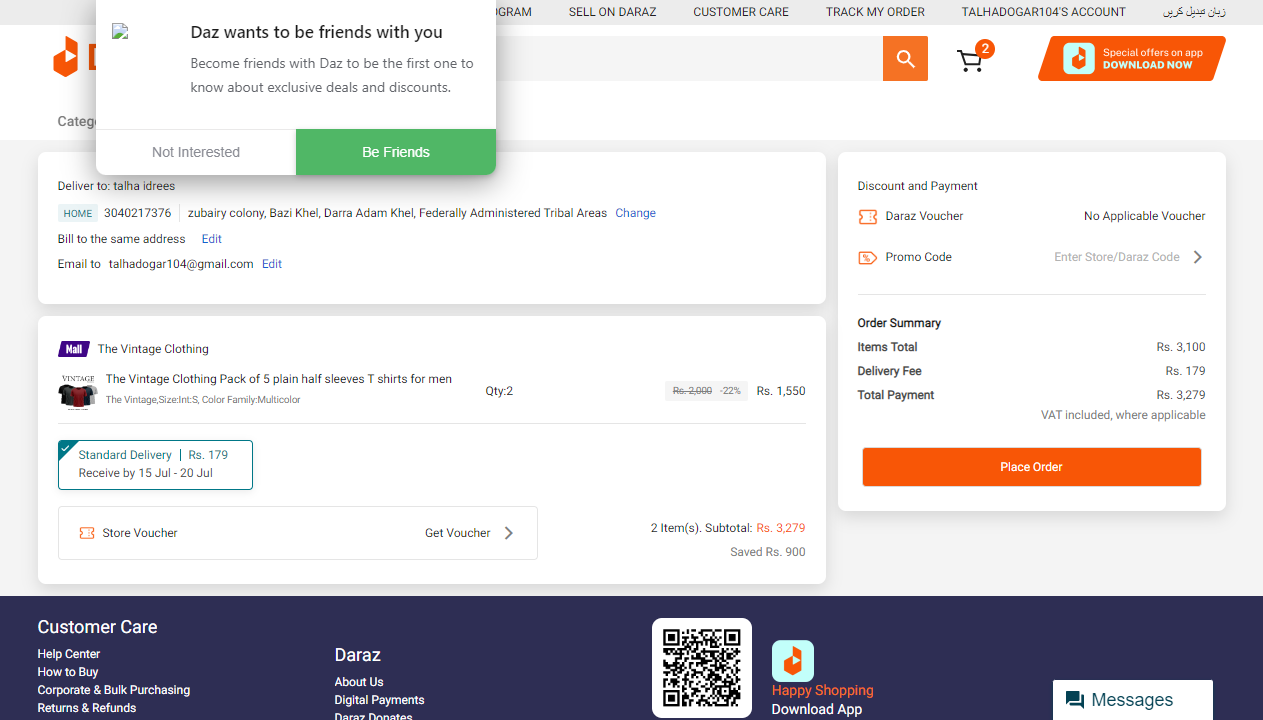 OGRAM SELL ON DARAZ CUSTOMER CARE TRACK MY ORDER TALHADOGAR104'S ACCOUNT زبان تبدیل کریں
Daz wants to be friends with you
Become friends with Daz to be the first one to
know about exclusive deals and discounts.
Not Interested Be Friends
2
Special offers on app
DOWNLOAD NOW
Categ
Deliver to: talha idrees
HOME 3040217376 zubairy colony, Bazi Khel, Darra Adam Khel, Federally Administered Tribal Areas Change
Bill to the same address Edit
Email to talhadogar104@gmail.com Edit
Mall The Vintage Clothing
VINTAGE
The Vintage Clothing Pack of 5 plain half sleeves T shirts for men
The Vintage,Size:Int:S, Color Family:Multicolor
Qty:2
Rs. 2,000 -22% Rs. 1,550
Standard Delivery | Rs. 179
Receive by 15 Jul - 20 Jul
Store Voucher Get Voucher
2 Item(s). Subtotal: Rs. 3,279
Saved Rs. 900
Discount and Payment
Daraz Voucher No Applicable Voucher
Promo Code Enter Store/Daraz Code
Order Summary
Items Total Rs. 3,100
Delivery Fee Rs. 179
Total Payment Rs. 3,279
VAT included, where applicable
Place Order
Customer Care
Help Center
How to Buy
Corporate & Bulk Purchasing
Returns & Refunds
Daraz
About Us
Digital Payments
Daraz Donates
Happy Shopping
Download App
Messages